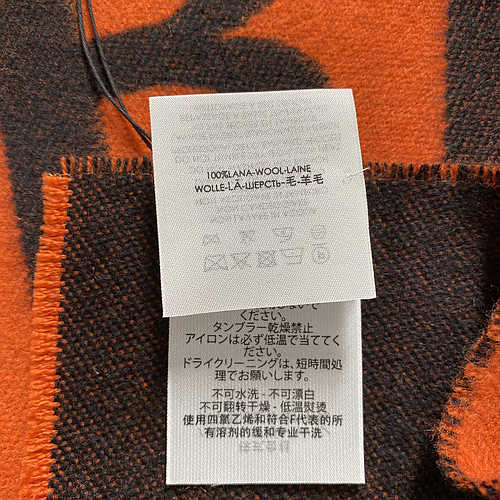 100%LANA-WOOL-LAINE
WOLLE-LÃ-ШЕРСТЬ-毛-羊毛
ください。
タンブラー乾燥禁止
アイロンは必ず低温で当ててく
ださい。
ドライクリーニングは、短時間処
理でお願いします。
不可水洗 - 不可漂白
不可翻转干燥 - 低温熨烫
使用四氯乙烯和符合F代表的所
有溶剂的缓和专业干洗